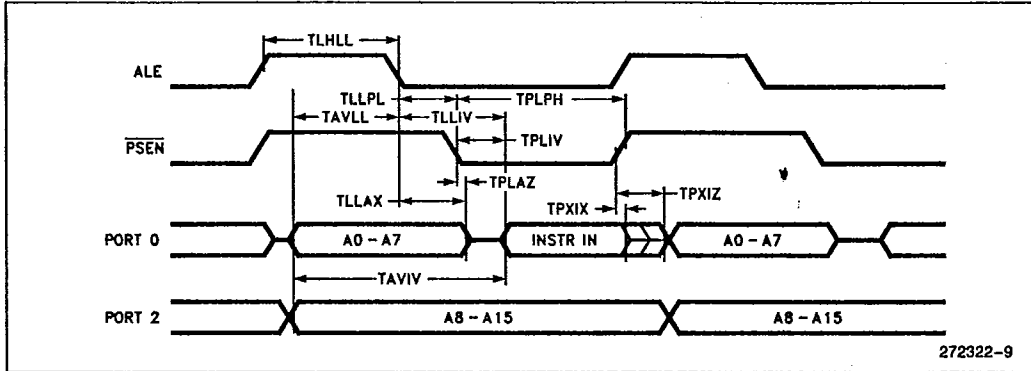 TLHLL
ALE
TLLPL TPLPH
TAVLL TLLIV
PSEN TPLIV
TPLAZ
TLLAX TPXIX TPXIZ
PORT 0 A0-A7 INSTR IN A0-A7
TAVIV
PORT 2 A8-A15 A8-A15
272322-9